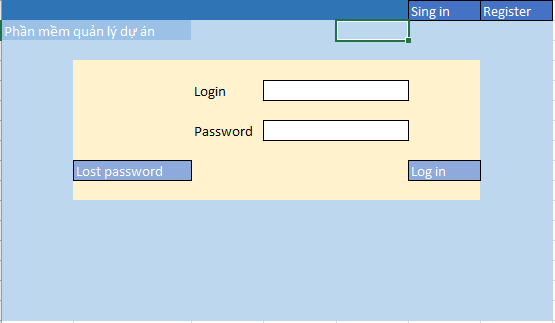 Sing in Register
Phần mềm quản lý dự án
Login
Password
Lost password Log in